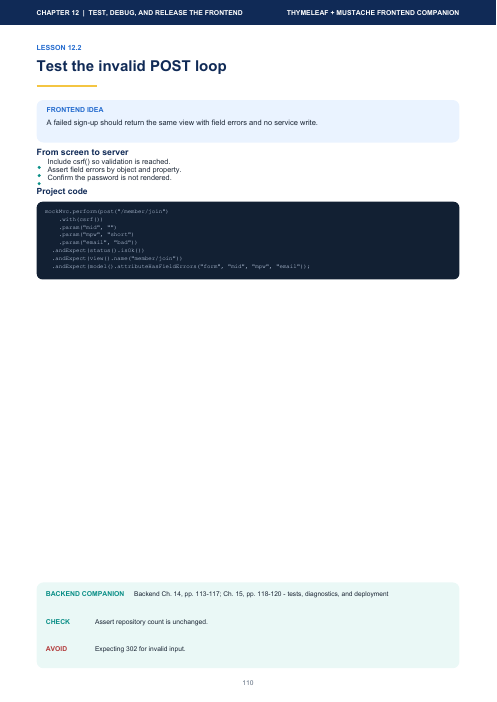 CHAPTER 12 | TEST, DEBUG, AND RELEASE THE FRONTEND
THYMELEAF + MUSTACHE FRONTEND COMPANION
LESSON 12.2
Test the invalid POST loop
FRONTEND IDEA
A failed sign-up should return the same view with field errors and no service write.
From screen to server
Include csrf() so validation is reached.
Assert field errors by object and property.
Confirm the password is not rendered.
Project code
mockMvc.perform(post("/member/join")
.with(csrf())
.param("mid", "")
.param("mpw", "short")
.param("email", "bad"))
.andExpect(status().isOk())
.andExpect(view().name("member/join"))
.andExpect(model().attributeHasFieldErrors("form", "mid", "mpw", "email"));
BACKEND COMPANION Backend Ch. 14, pp. 113-117; Ch. 15, pp. 118-120 - tests, diagnostics, and deployment
CHECK Assert repository count is unchanged.
AVOID Expecting 302 for invalid input.
110